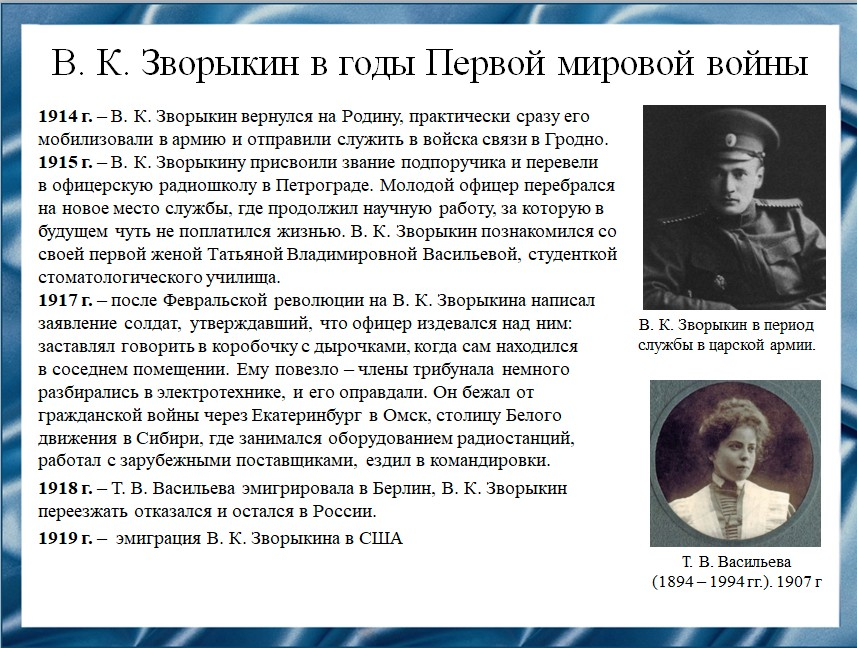 В. К. Зворыкин в годы Первой мировой войны
1914 г. – В. К. Зворыкин вернулся на Родину, практически сразу его
мобилизовали в армию и отправили служить в войска связи в Гродно.
1915 г. – В. К. Зворыкину присвоили звание подпоручика и перевели
в офицерскую радиошколу в Петрограде. Молодой офицер перебрался
на новое место службы, где продолжил научную работу, за которую в
будущем чуть не поплатился жизнью. В. К. Зворыкин познакомился со
своей первой женой Татьяной Владимировной Васильевой, студенткой
стоматологического училища.
1917 г. – после Февральской революции на В. К. Зворыкина написал
заявление солдат, утверждавший, что офицер издевался над ним:
заставлял говорить в коробочку с дырочками, когда сам находился
в соседнем помещении. Ему повезло – члены трибунала немного
разбирались в электротехнике, и его оправдали. Он бежал от
гражданской войны через Екатеринбург в Омск, столицу Белого
движения в Сибири, где занимался оборудованием радиостанций,
работал с зарубежными поставщиками, ездил в командировки.
1918 г. – Т. В. Васильева эмигрировала в Берлин, В. К. Зворыкин
переезжать отказался и остался в России.
1919 г. – эмиграция В. К. Зворыкина в США
В. К. Зворыкин в период
службы в царской армии.
Т. В. Васильева
(1894 – 1994 гг.). 1907 г